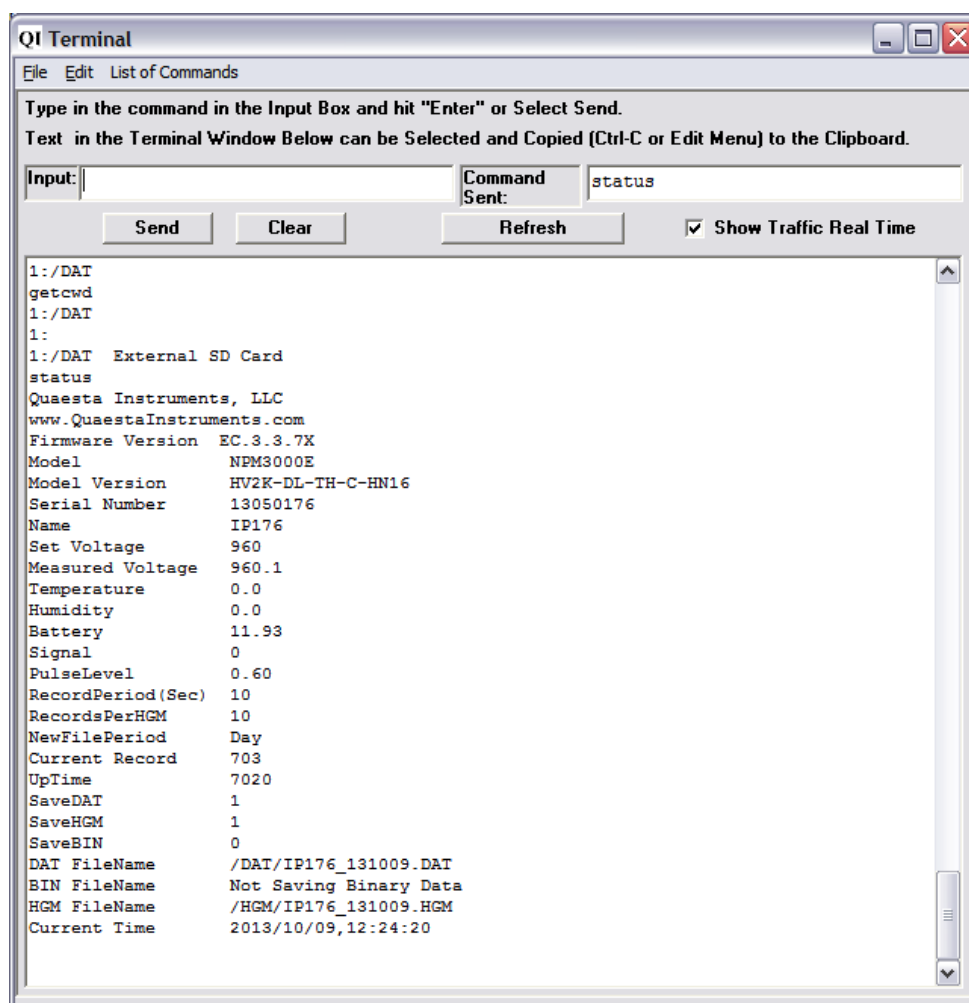 QI Terminal
File Edit List of Commands
Type in the command in the Input Box and hit "Enter" or Select Send.
Text in the Terminal Window Below can be Selected and Copied (Ctrl-C or Edit Menu) to the Clipboard.
Input: Command Sent: status
Send Clear Refresh Show Traffic Real Time
1:/DAT
getcwd
1:/DAT
1:
1:/DAT External SD Card
status
Quaesta Instruments, LLC
www.QuaestaInstruments.com
Firmware Version EC.3.3.7X
Model NPM3000E
Model Version HV2K-DL-TH-C-HN16
Serial Number 13050176
Name IP176
Set Voltage 960
Measured Voltage 960.1
Temperature 0.0
Humidity 0.0
Battery 11.93
Signal 0
PulseLevel 0.60
RecordPeriod(Sec) 10
RecordsPerHGM 10
NewFilePeriod Day
Current Record 703
UpTime 7020
SaveDAT 1
SaveHGM 1
SaveBIN 0
DAT FileName /DAT/IP176_131009.DAT
BIN FileName Not Saving Binary Data
HGM FileName /HGM/IP176_131009.HGM
Current Time 2013/10/09,12:24:20